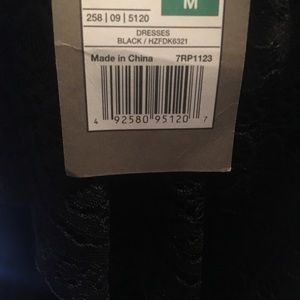 M
258 | 09 | 5120
DRESSES
BLACK / HZFDK6321
Made in China 7RP1123
4 92580 95120 7